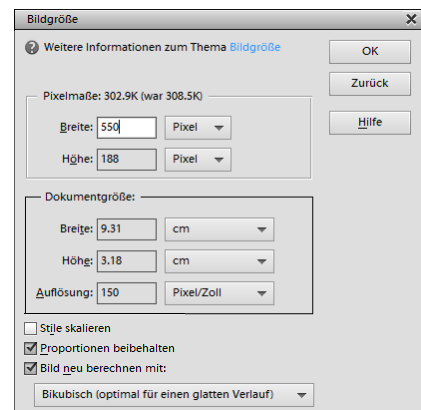 Bildgröße
Weitere Informationen zum Thema Bildgröße
OK
Zurück
Hilfe
Pixelmaße: 302.9K (war 308.5K)
Breite: 550 Pixel
Höhe: 188 Pixel
Dokumentgröße:
Breite: 9.31 cm
Höhe: 3.18 cm
Auflösung: 150 Pixel/Zoll
Stile skalieren
Proportionen beibehalten
Bild neu berechnen mit:
Bikubisch (optimal für einen glatten Verlauf)